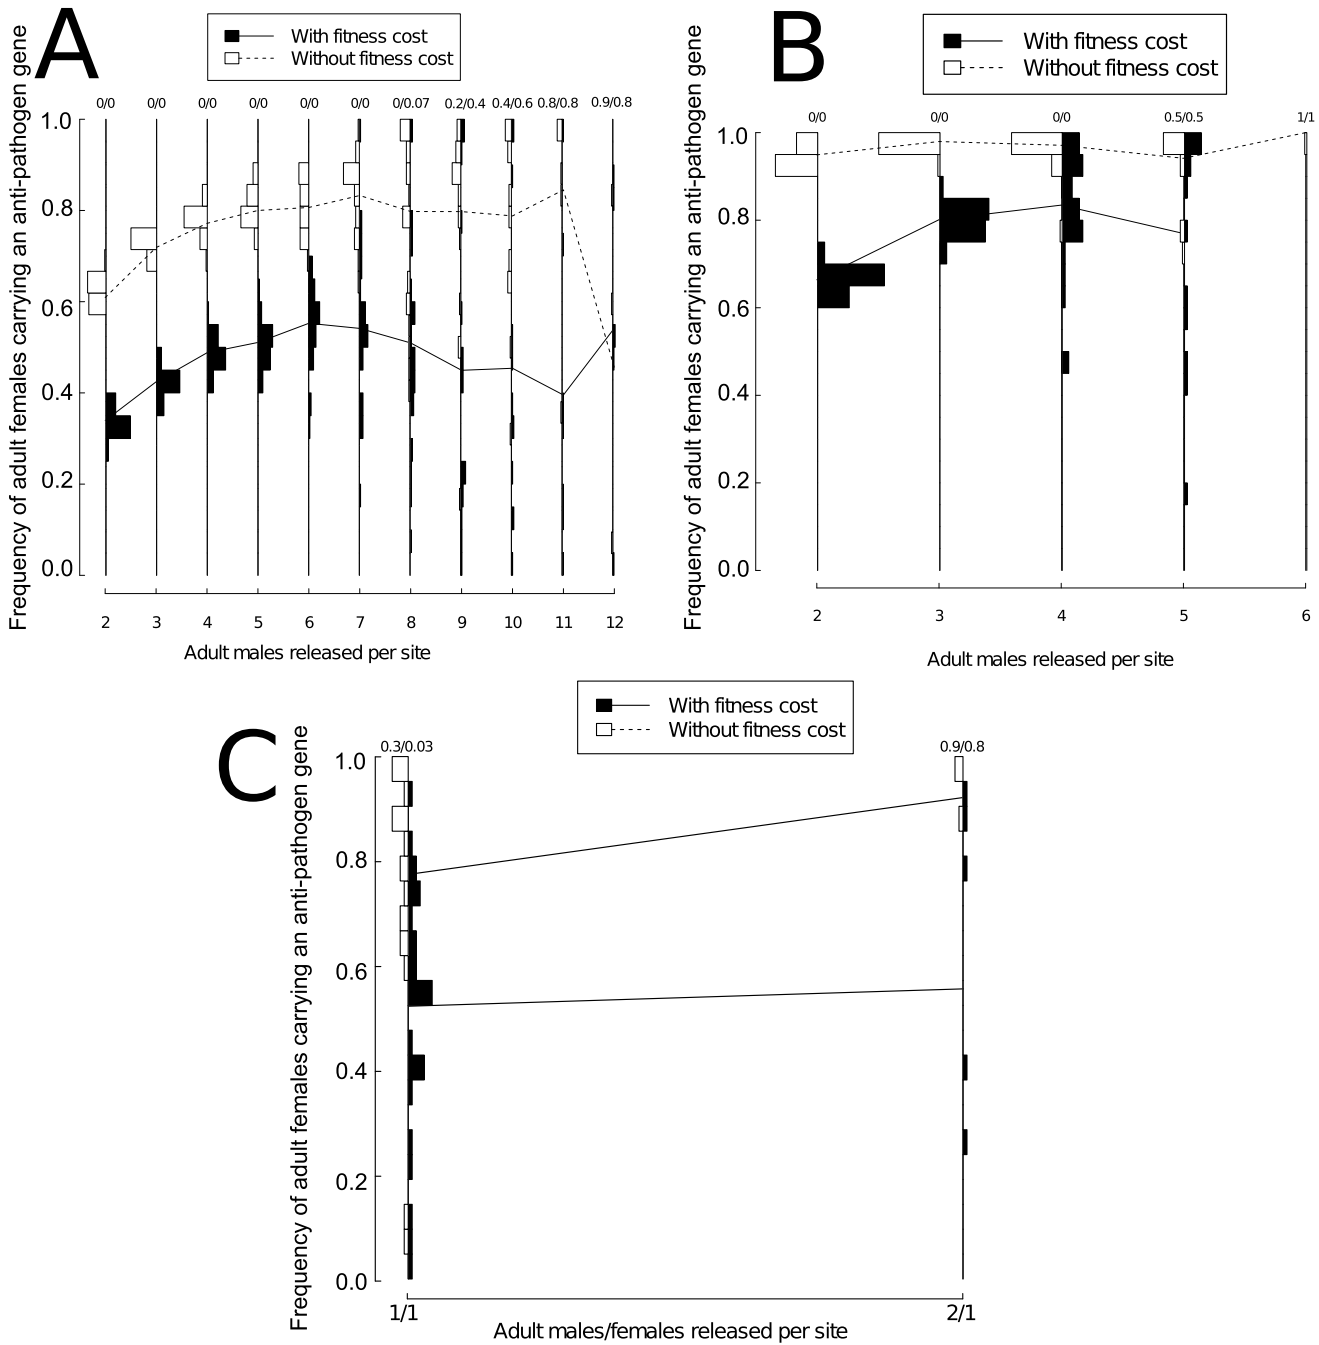 A
With fitness cost
Without fitness cost
Frequency of adult females carrying an anti-pathogen gene
0/0 0/0 0/0 0/0 0/0 0/0 0/0.07 0.2/0.4 0.4/0.6 0.8/0.8 0.9/0.8
1.0
0.8
0.6
0.4
0.2
0.0
2 3 4 5 6 7 8 9 10 11 12
Adult males released per site
B
With fitness cost
Without fitness cost
Frequency of adult females carrying an anti-pathogen gene
0/0 0/0 0/0 0.5/0.5 1/1
1.0
0.8
0.6
0.4
0.2
0.0
2 3 4 5 6
Adult males released per site
C
With fitness cost
Without fitness cost
Frequency of adult females carrying an anti-pathogen gene
0.3/0.03 0.9/0.8
1.0
0.8
0.6
0.4
0.2
0.0
1/1 2/1
Adult males/females released per site